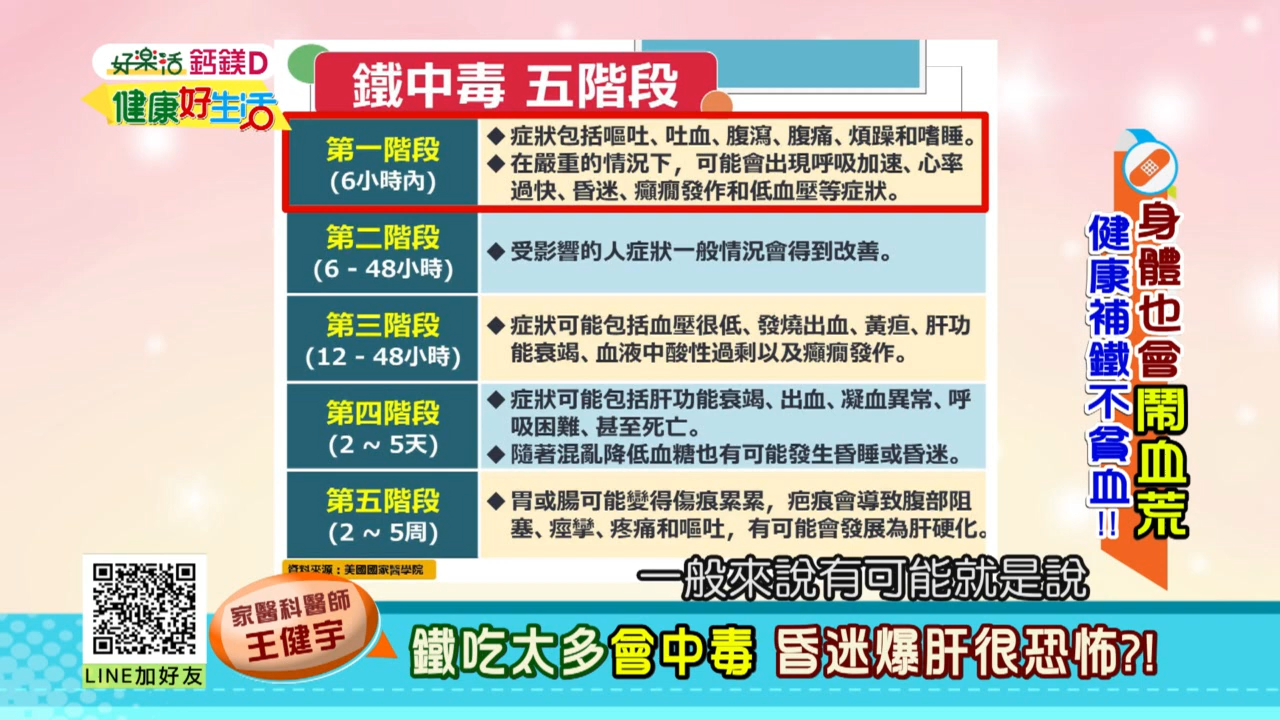 好樂活 鈣鎂D
健康好生活
鐵中毒 五階段
第一階段
(6小時內)
◆ 症狀包括嘔吐、吐血、腹瀉、腹痛、煩躁和嗜睡。
◆ 在嚴重的情況下，可能會出現呼吸加速、心率
過快、昏迷、癲癇發作和低血壓等症狀。
第二階段
(6 - 48小時)
◆ 受影響的人症狀一般情況會得到改善。
第三階段
(12 - 48小時)
◆ 症狀可能包括血壓很低、發燒出血、黃疸、肝功
能衰竭、血液中酸性過剩以及癲癇發作。
第四階段
(2 ~ 5天)
◆ 症狀可能包括肝功能衰竭、出血、凝血異常、呼
吸困難、甚至死亡。
◆ 隨著混亂降低血糖也有可能發生昏睡或昏迷。
第五階段
(2 ~ 5周)
◆ 胃或腸可能變得傷痕累累，疤痕會導致腹部阻
塞、痙攣、疼痛和嘔吐，有可能會發展為肝硬化。
資料來源：美國國家醫學院
身體也會鬧血荒
健康補鐵不貧血!!
一般來說有可能就是說
LINE加好友
家醫科醫師
王健宇
鐵吃太多會中毒 昏迷爆肝很恐怖?!